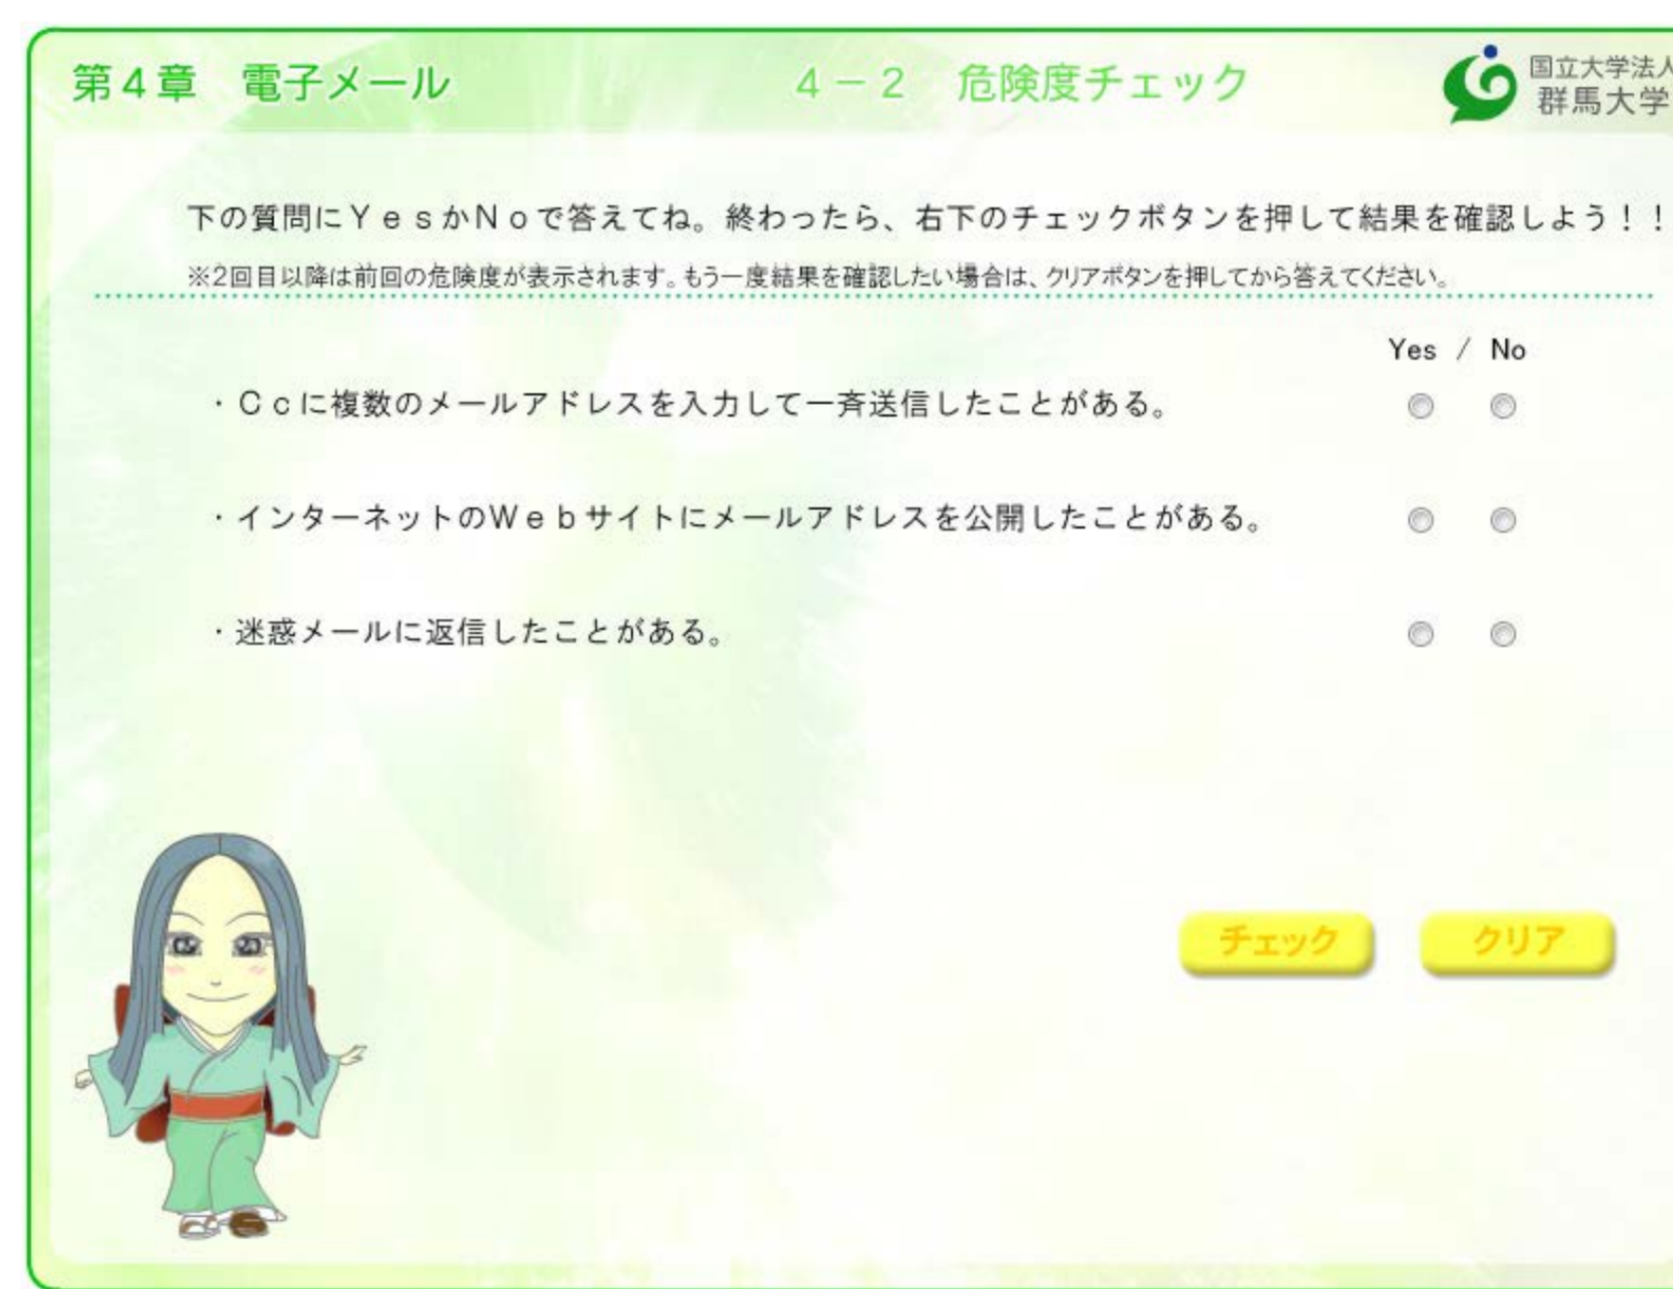 第４章　電子メール
４－２　危険度チェック
国立大学法人
群馬大学
下の質問にＹｅｓかＮｏで答えてね。終わったら、右下のチェックボタンを押して結果を確認しよう！！
※2回目以降は前回の危険度が表示されます。もう一度結果を確認したい場合は、クリアボタンを押してから答えてください。
Yes / No
・Ｃｃに複数のメールアドレスを入力して一斉送信したことがある。
・インターネットのＷｅｂサイトにメールアドレスを公開したことがある。
・迷惑メールに返信したことがある。
チェック
クリア